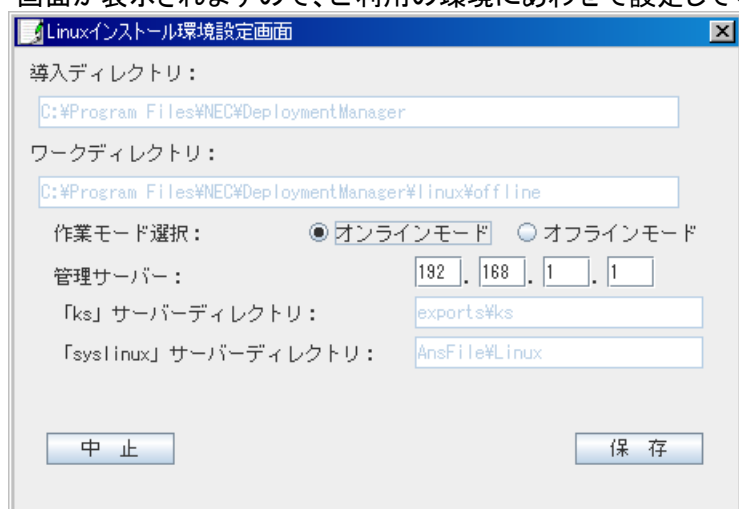 画面が表示されますので、ご利用の環境にあわせて設定して
Linuxインストール環境設定画面
導入ディレクトリ：
C:¥Program Files¥NEC¥DeploymentManager
ワークディレクトリ：
C:¥Program Files¥NEC¥DeploymentManager¥linux¥offline
作業モード選択： オンラインモード オフラインモード
管理サーバー： 192 . 168 . 1 . 1
「ks」サーバーディレクトリ： exports¥ks
「syslinux」サーバーディレクトリ： AnsFile¥Linux
中 止 保 存